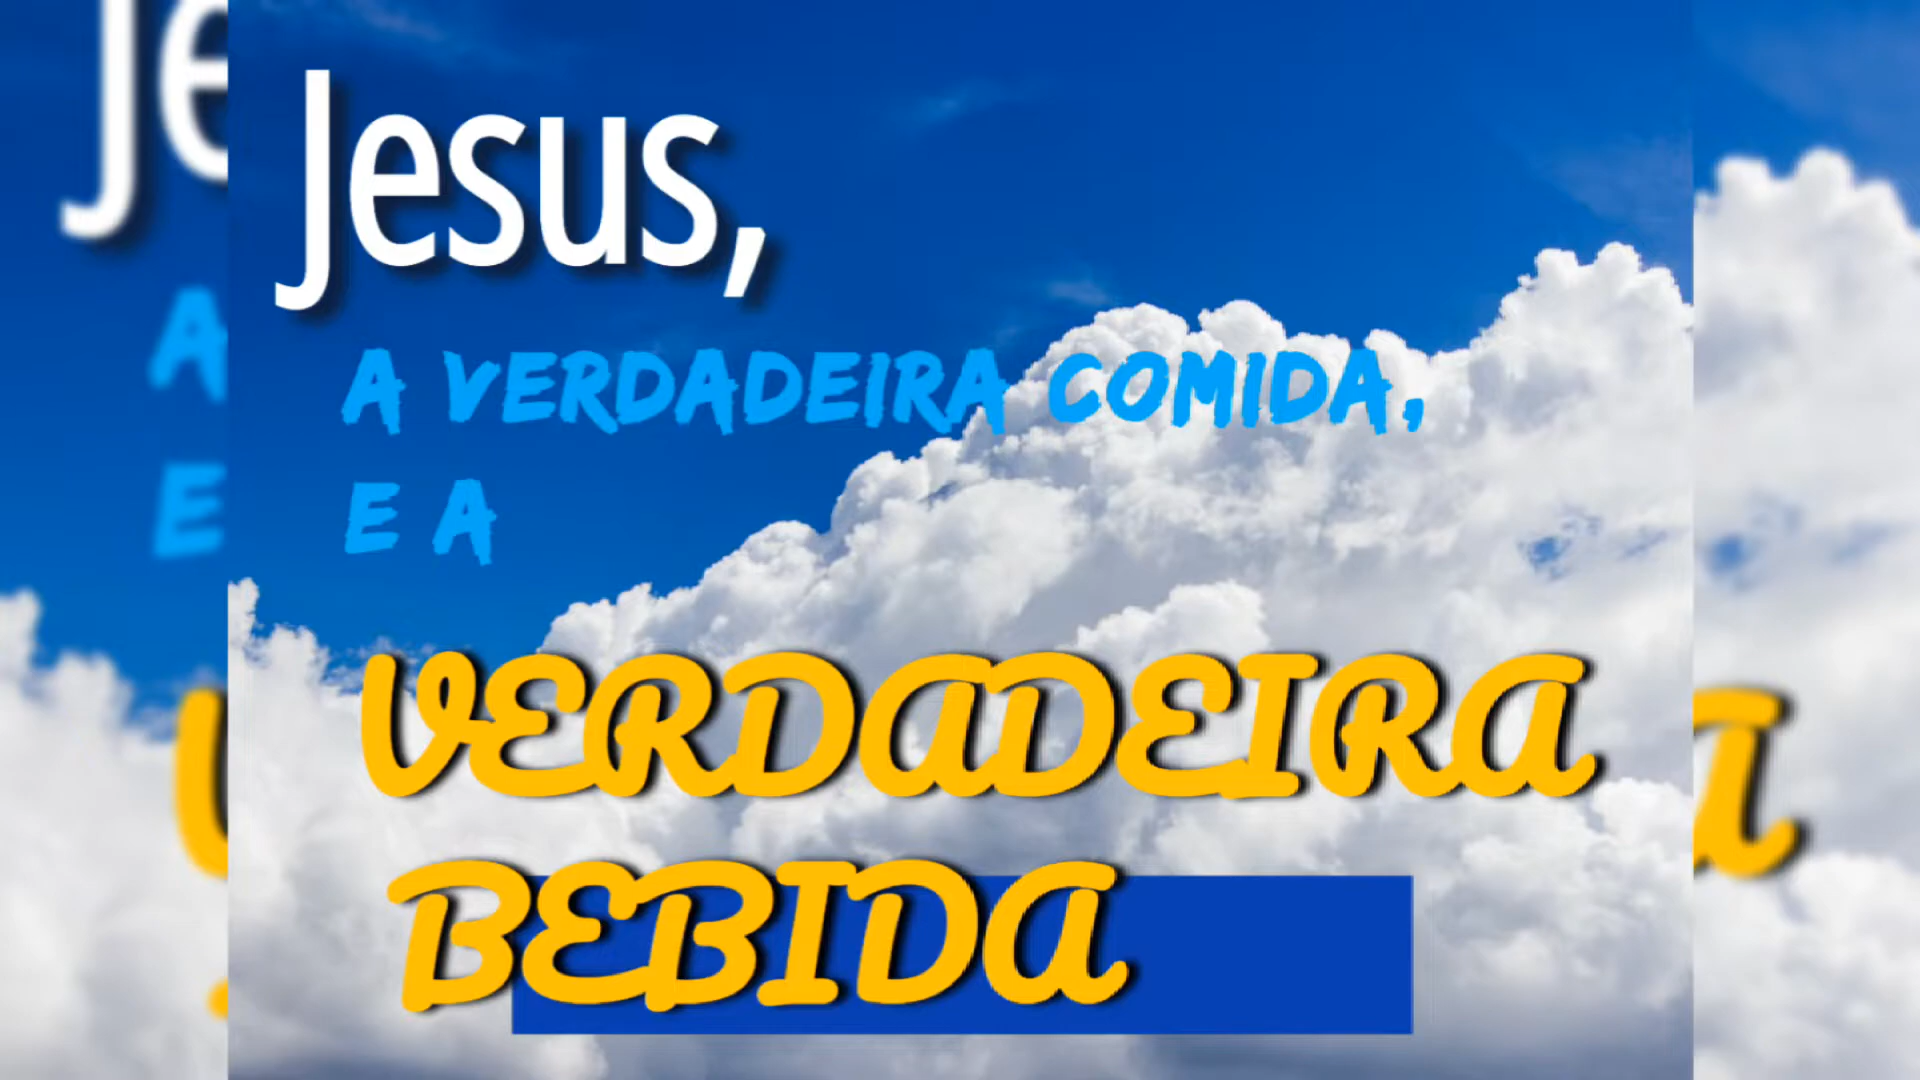 Jesus,
A VERDADEIRA COMIDA,
E A
VERDADEIRA
BEBIDA